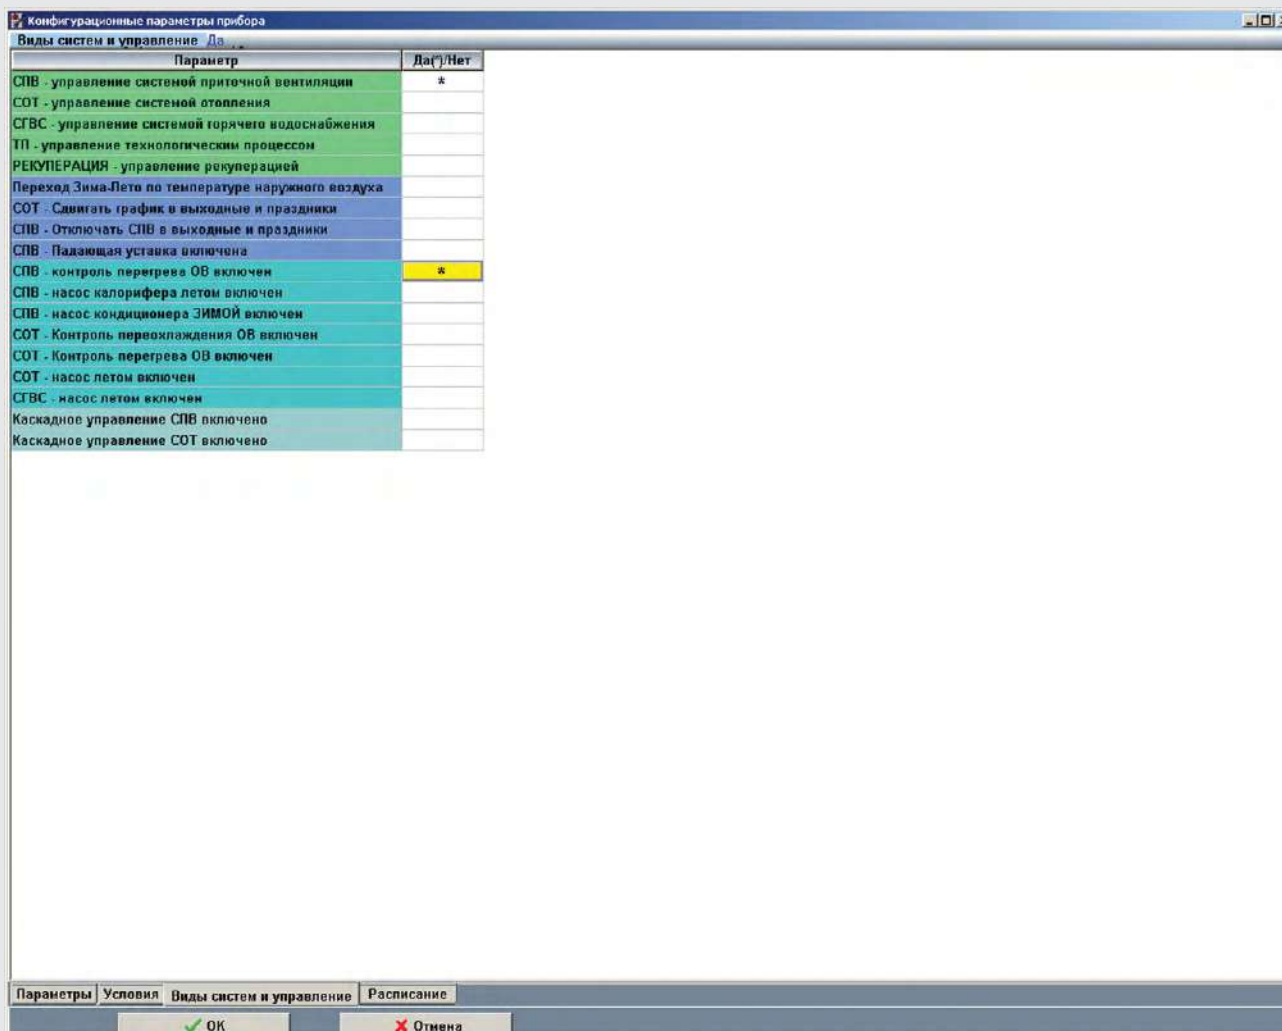 Конфигурационные параметры прибора
Виды систем и управление Да
Параметр Да(*)/Нет
СПВ - управление системой приточной вентиляции *
СОТ - управление системой отопления
СГВС - управление системой горячего водоснабжения
ТП - управление технологическим процессом
РЕКУПЕРАЦИЯ - управление рекуперацией
Переход Зима-Лето по температуре наружного воздуха
СОТ - Сдвигать график в выходные и праздники
СПВ - Отключать СПВ в выходные и праздники
СПВ - Падающая уставка включена
СПВ - контроль перегрева ОВ включен *
СПВ - насос калорифера летом включен
СПВ - насос кондиционера ЗИМОЙ включен
СОТ - Контроль переохлаждения ОВ включен
СОТ - Контроль перегрева ОВ включен
СОТ - насос летом включен
СГВС - насос летом включен
Каскадное управление СПВ включено
Каскадное управление СОТ включено
Параметры Условия Виды систем и управление Расписание
ОК Отмена